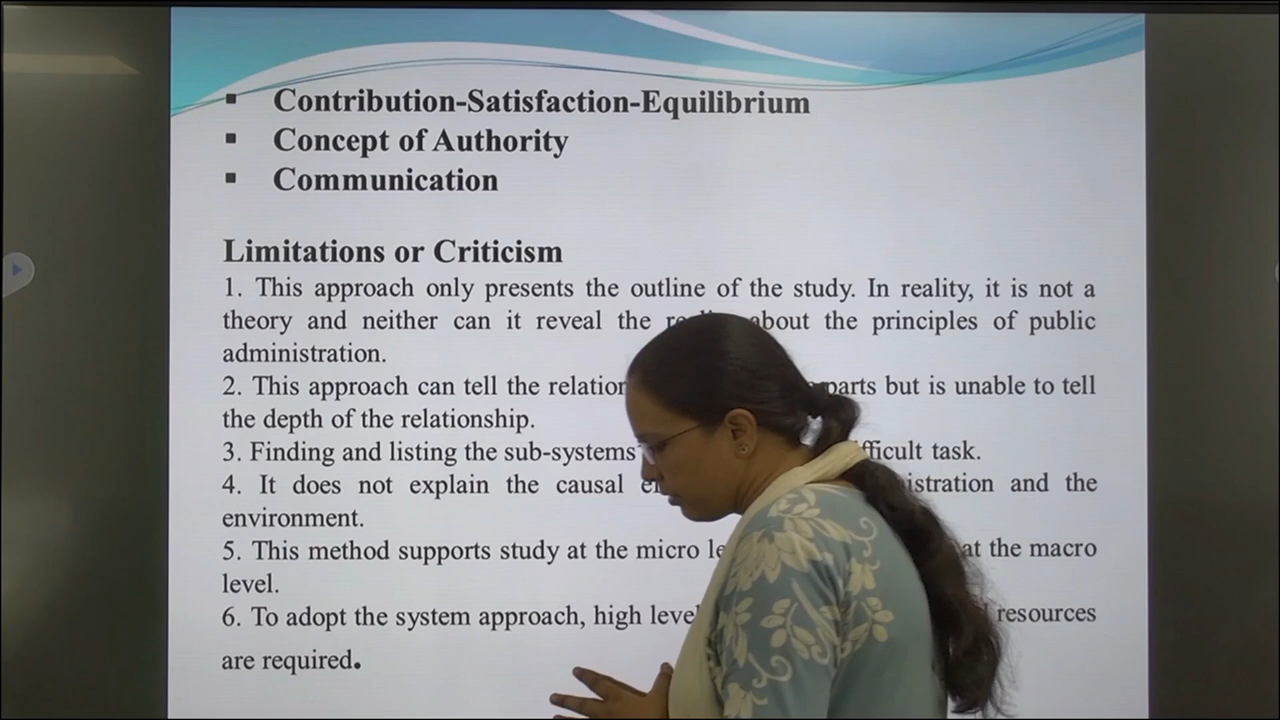 ▪ Contribution-Satisfaction-Equilibrium
▪ Concept of Authority
▪ Communication
Limitations or Criticism
1. This approach only presents the outline of the study. In reality, it is not a
theory and neither can it reveal the about the principles of public
administration.
2. This approach can tell the parts but is unable to tell
the depth of the relationship.
3. Finding and listing the sub-systems task.
4. It does not explain the causal and the
environment.
5. This method supports study at the micro at the macro
level.
6. To adopt the system approach, high resources
are required.